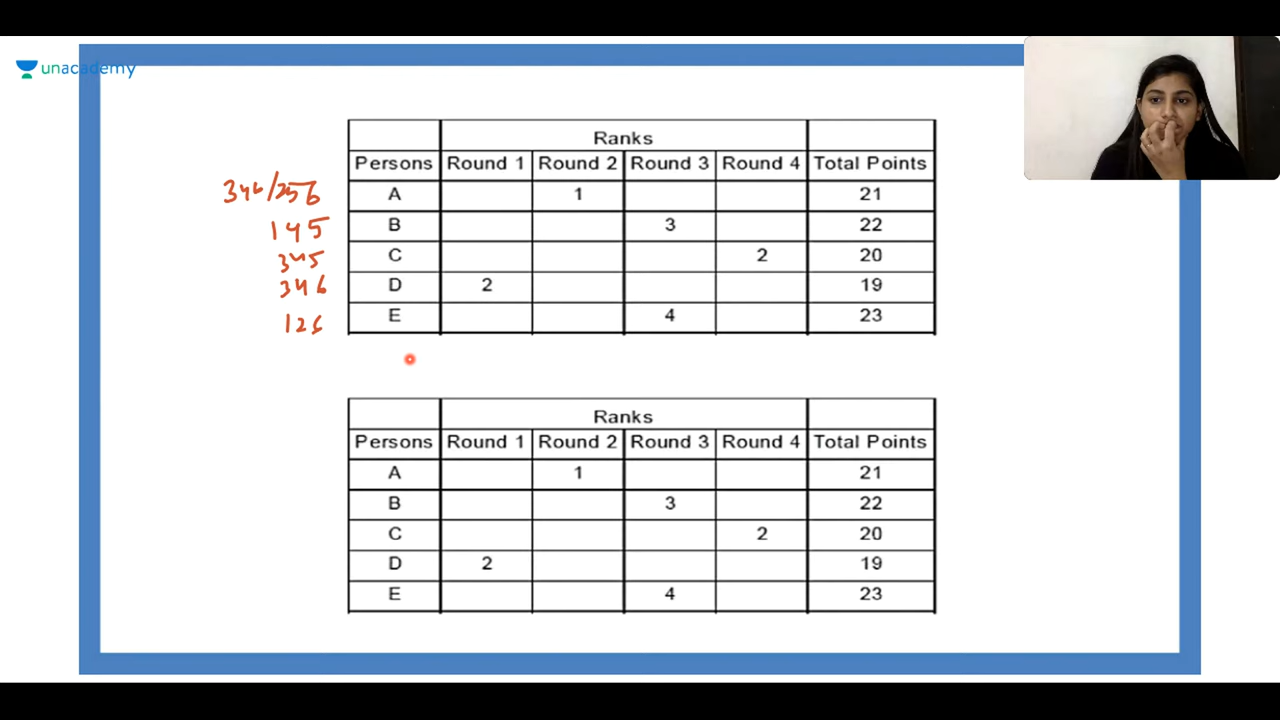 unacademy
Ranks
Persons Round 1 Round 2 Round 3 Round 4 Total Points
346/256 A 1 21
145 B 3 22
345 C 2 20
346 D 2 19
126 E 4 23
Ranks
Persons Round 1 Round 2 Round 3 Round 4 Total Points
A 1 21
B 3 22
C 2 20
D 2 19
E 4 23